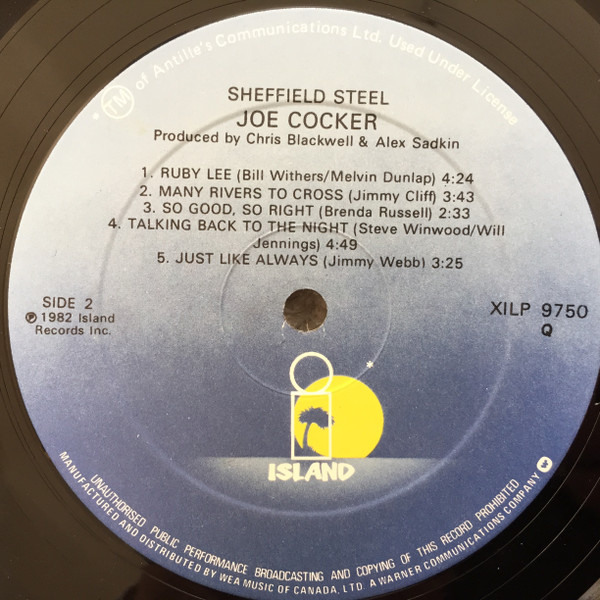 * TM of Antille's Communications Ltd. Used Under License
SHEFFIELD STEEL
JOE COCKER
Produced by Chris Blackwell & Alex Sadkin
1. RUBY LEE (Bill Withers/Melvin Dunlap) 4:24
2. MANY RIVERS TO CROSS (Jimmy Cliff) 3:43
3. SO GOOD, SO RIGHT (Brenda Russell) 2:33
4. TALKING BACK TO THE NIGHT (Steve Winwood/Will
Jennings) 4:49
5. JUST LIKE ALWAYS (Jimmy Webb) 3:25
SIDE 2
℗ 1982 Island
Records Inc.
XILP 9750
Q
*
ISLAND
UNAUTHORISED PUBLIC PERFORMANCE BROADCASTING AND COPYING OF THIS RECORD PROHIBITED
MANUFACTURED AND DISTRIBUTED BY WEA MUSIC OF CANADA, LTD. A WARNER COMMUNICATIONS COMPANY